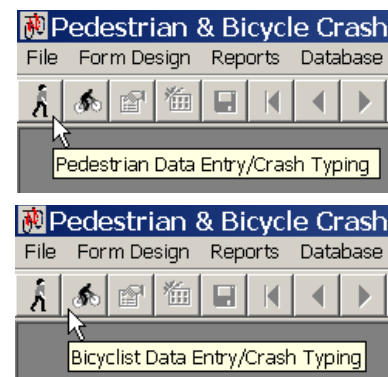 Pedestrian & Bicycle Crash
File Form Design Reports Database
Pedestrian Data Entry/Crash Typing
Pedestrian & Bicycle Crash
File Form Design Reports Database
Bicyclist Data Entry/Crash Typing